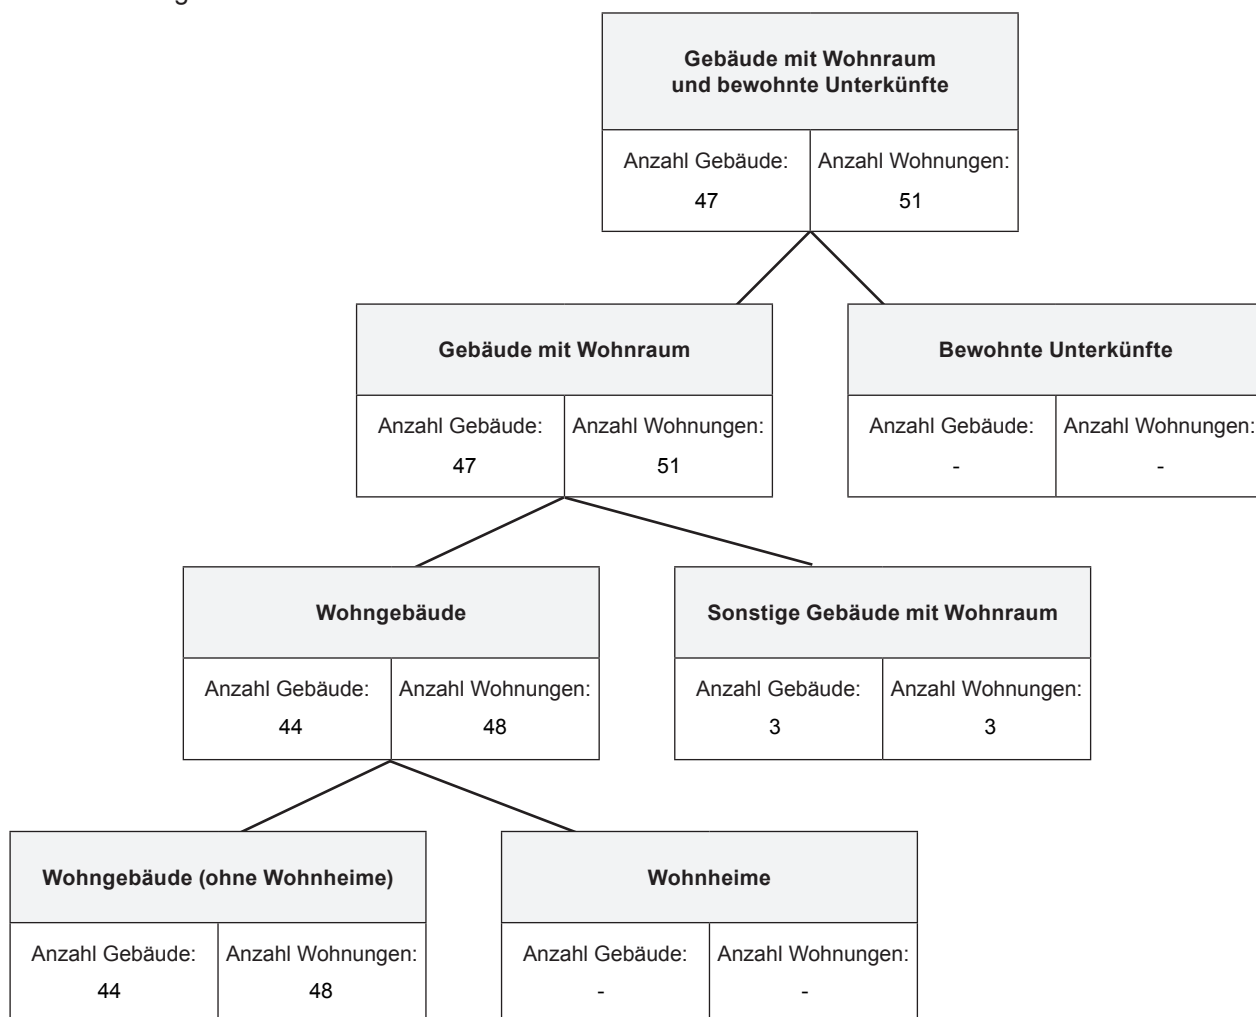 Gebäude mit Wohnraum
und bewohnte Unterkünfte
Anzahl Gebäude: Anzahl Wohnungen:
47 51
Gebäude mit Wohnraum
Anzahl Gebäude: Anzahl Wohnungen:
47 51
Bewohnte Unterkünfte
Anzahl Gebäude: Anzahl Wohnungen:
- -
Wohngebäude
Anzahl Gebäude: Anzahl Wohnungen:
44 48
Sonstige Gebäude mit Wohnraum
Anzahl Gebäude: Anzahl Wohnungen:
3 3
Wohngebäude (ohne Wohnheime)
Anzahl Gebäude: Anzahl Wohnungen:
44 48
Wohnheime
Anzahl Gebäude: Anzahl Wohnungen:
- -